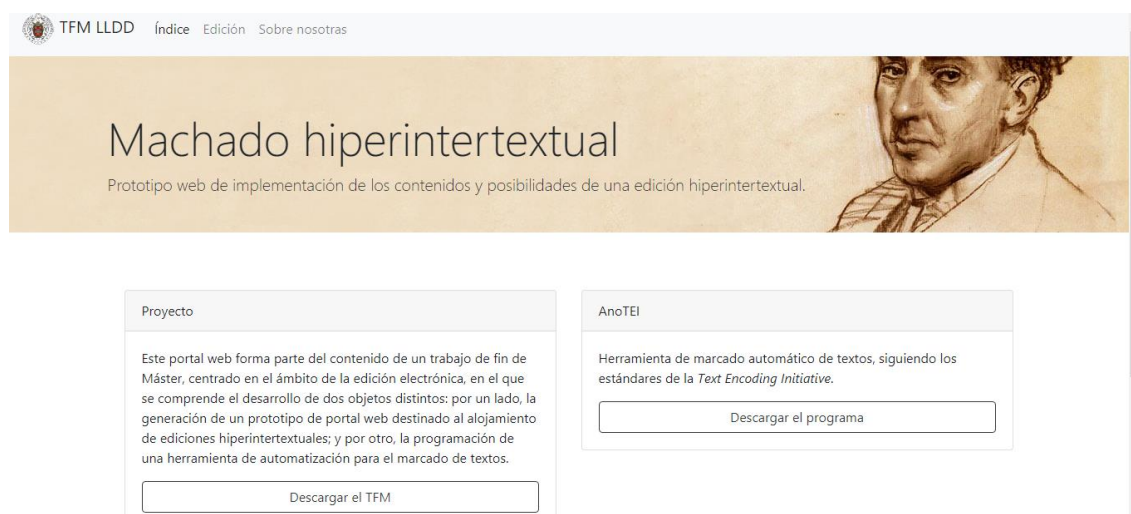 TFM LLDD Índice Edición Sobre nosotras
Machado hiperintertextual
Prototipo web de implementación de los contenidos y posibilidades de una edición hiperintertextual.
Proyecto
Este portal web forma parte del contenido de un trabajo de fin de
Máster, centrado en el ámbito de la edición electrónica, en el que
se comprende el desarrollo de dos objetos distintos: por un lado, la
generación de un prototipo de portal web destinado al alojamiento
de ediciones hiperintertextuales; y por otro, la programación de
una herramienta de automatización para el marcado de textos.
Descargar el TFM
AnoTEI
Herramienta de marcado automático de textos, siguiendo los
estándares de la Text Encoding Initiative.
Descargar el programa